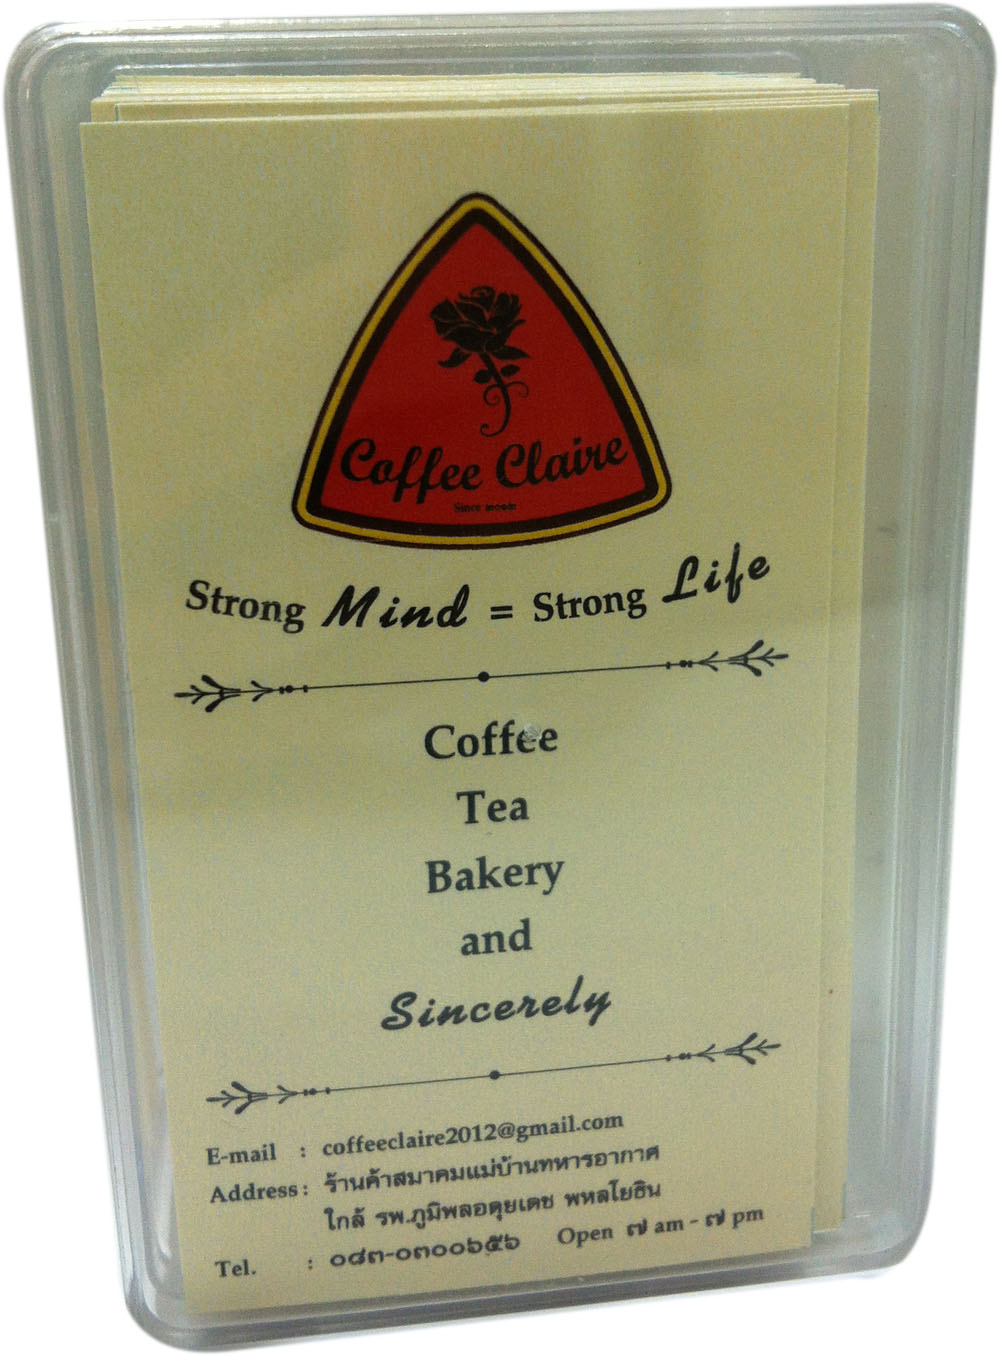 Coffee Claire
Since
Strong Mind = Strong Life
Coffee
Tea
Bakery
and
Sincerely
E-mail : coffeeclaire2012@gmail.com
Address : ร้านค้าสมาคมแม่บ้านทหารอากาศ
ใกล้ รพ.ภูมิพลอดุยเดช พหลโยธิน
Tel. : ๐๘๓-๐๓๐๐๖๕๖ Open ๗ am - ๗ pm